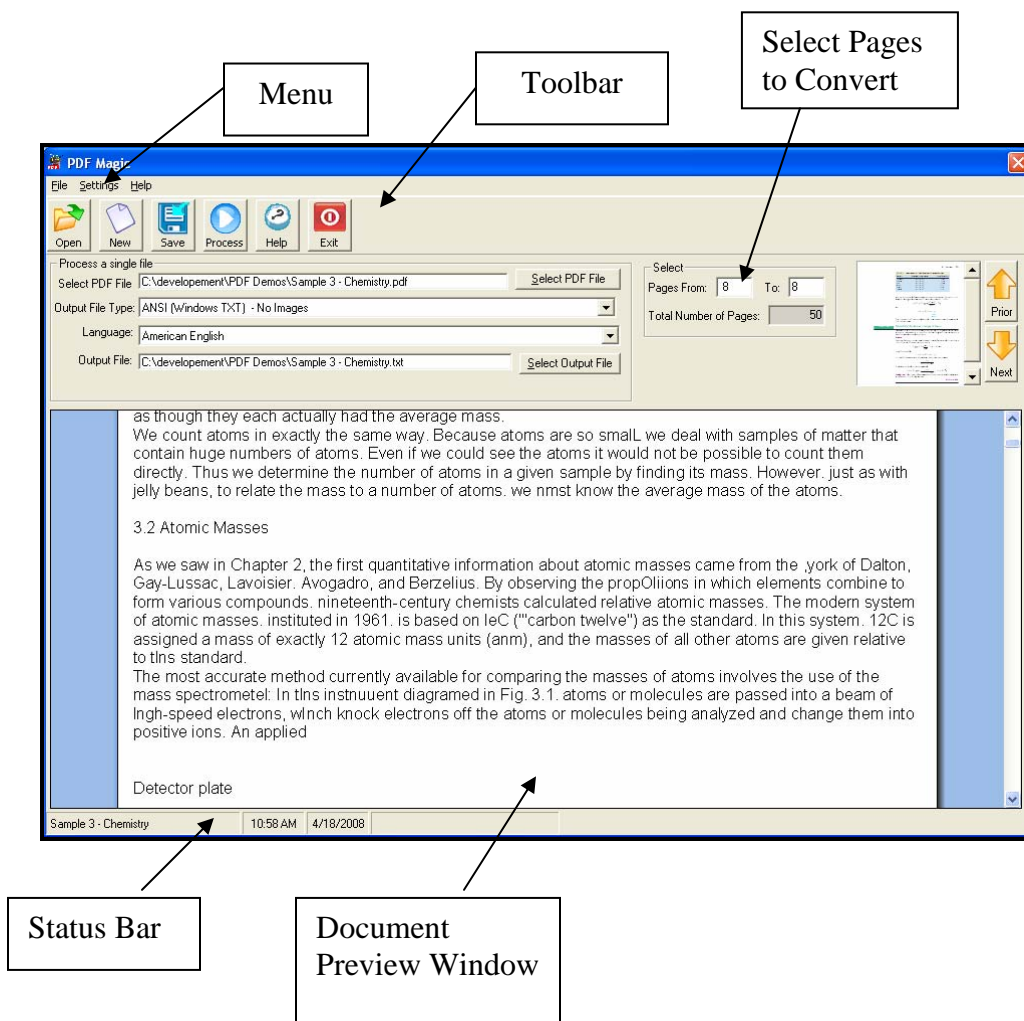 Select Pages
to Convert
Menu
Toolbar
PDF Magic
File Settings Help
Open New Save Process Help Exit
Process a single file
Select PDF File C:\developement\PDF Demos\Sample 3 - Chemistry.pdf Select PDF File
Output File Type: ANSI (Windows TXT) - No Images
Language: American English
Output File: C:\developement\PDF Demos\Sample 3 - Chemistry.txt Select Output File
Select
Pages From: 8 To: 8
Total Number of Pages: 50
Prior
Next
as though they each actually had the average mass.
We count atoms in exactly the same way. Because atoms are so smalL we deal with samples of matter that
contain huge numbers of atoms. Even if we could see the atoms it would not be possible to count them
directly. Thus we determine the number of atoms in a given sample by finding its mass. However. just as with
jelly beans, to relate the mass to a number of atoms. we nmst know the average mass of the atoms.
3.2 Atomic Masses
As we saw in Chapter 2, the first quantitative information about atomic masses came from the ,york of Dalton,
Gay-Lussac, Lavoisier. Avogadro, and Berzelius. By observing the propOliions in which elements combine to
form various compounds. nineteenth-century chemists calculated relative atomic masses. The modern system
of atomic masses. instituted in 1961. is based on leC ("'carbon twelve") as the standard. In this system. 12C is
assigned a mass of exactly 12 atomic mass units (anm), and the masses of all other atoms are given relative
to tlns standard.
The most accurate method currently available for comparing the masses of atoms involves the use of the
mass spectrometel: In tlns instnuuent diagramed in Fig. 3.1. atoms or molecules are passed into a beam of
lngh-speed electrons, wlnch knock electrons off the atoms or molecules being analyzed and change them into
positive ions. An applied
Detector plate
Sample 3 - Chemistry 10:58 AM 4/18/2008
Status Bar
Document
Preview Window